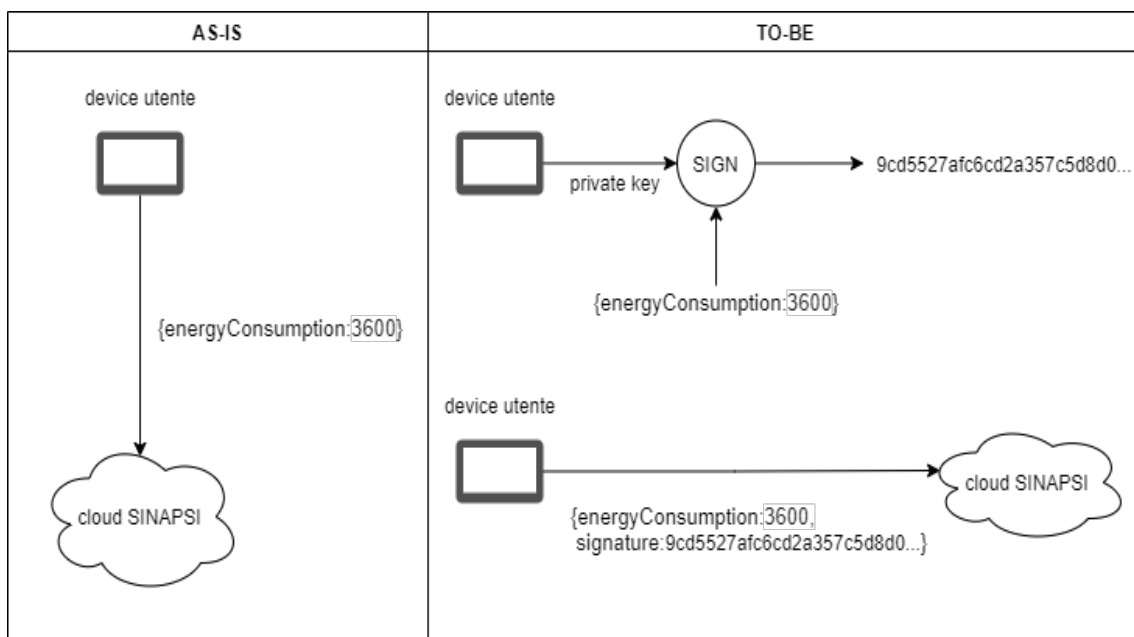 AS-IS
TO-BE
device utente
{energyConsumption:3600}
cloud SINAPSI
device utente
private key
SIGN
9cd5527afc6cd2a357c5d8d0...
{energyConsumption:3600}
device utente
{energyConsumption:3600,
signature:9cd5527afc6cd2a357c5d8d0...}
cloud SINAPSI